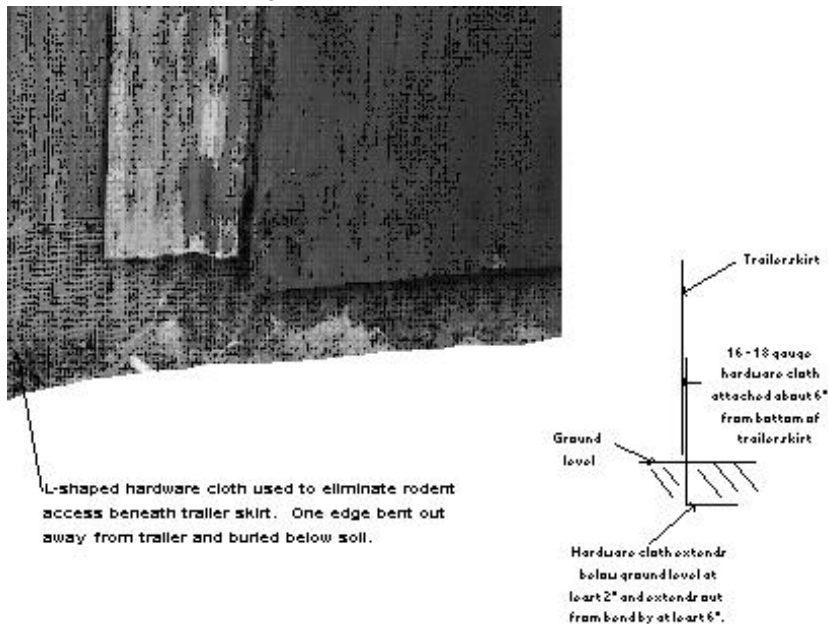 L-shaped hardware cloth used to eliminate rodent
access beneath trailer skirt. One edge bent out
away from trailer and buried below soil.
Trailer skirt
16-18 gauge
hardware cloth
attached about 6"
from bottom of
trailer skirt
Ground
level
Hardware cloth extends
below ground level at
least 2" and extends out
from bend by at least 6".